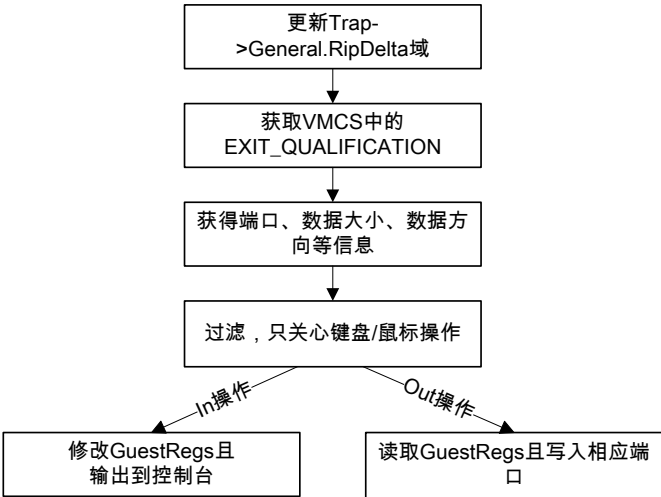 更新Trap-
>General.RipDelta域
获取VMCS中的
EXIT_QUALIFICATION
获得端口、数据大小、数据方
向等信息
过滤，只关心键盘/鼠标操作
In操作
Out操作
修改GuestRegs且
输出到控制台
读取GuestRegs且写入相应端
口